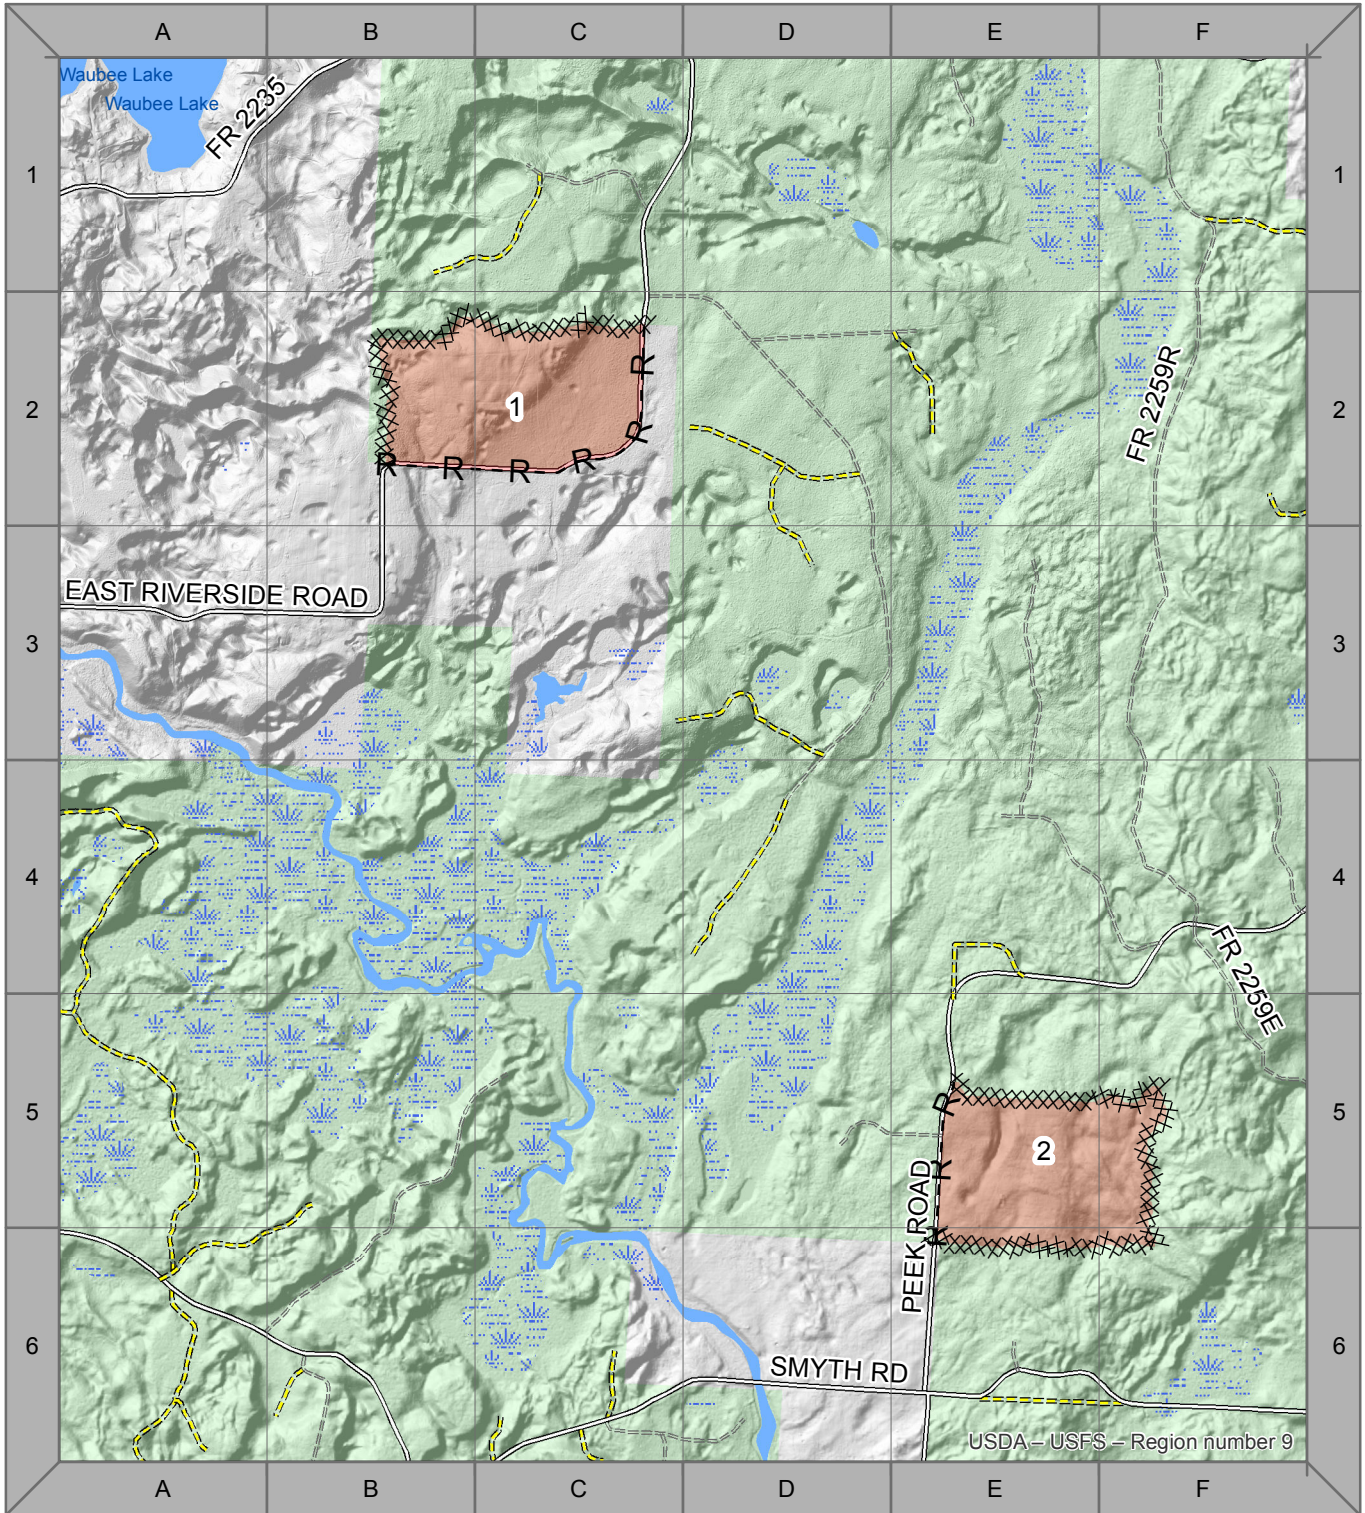 A B C D E F
Waubee Lake
Waubee Lake
FR 2235
1 1
2 2
1
R
R
R R R R
FR 2259R
EAST RIVERSIDE ROAD
3 3
4 4
FR 2259E
5 5
R
2
R
PEEK ROAD
R
6 6
SMYTH RD
USDA – USFS – Region number 9
A B C D E F